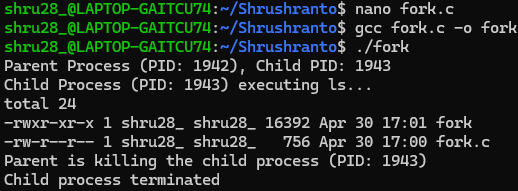 shru28_@LAPTOP-GAITCU74:~/Shrushranto$ nano fork.c
shru28_@LAPTOP-GAITCU74:~/Shrushranto$ gcc fork.c -o fork
shru28_@LAPTOP-GAITCU74:~/Shrushranto$ ./fork
Parent Process (PID: 1942), Child PID: 1943
Child Process (PID: 1943) executing ls...
total 24
-rwxr-xr-x 1 shru28_ shru28_ 16392 Apr 30 17:01 fork
-rw-r--r-- 1 shru28_ shru28_   756 Apr 30 17:00 fork.c
Parent is killing the child process (PID: 1943)
Child process terminated